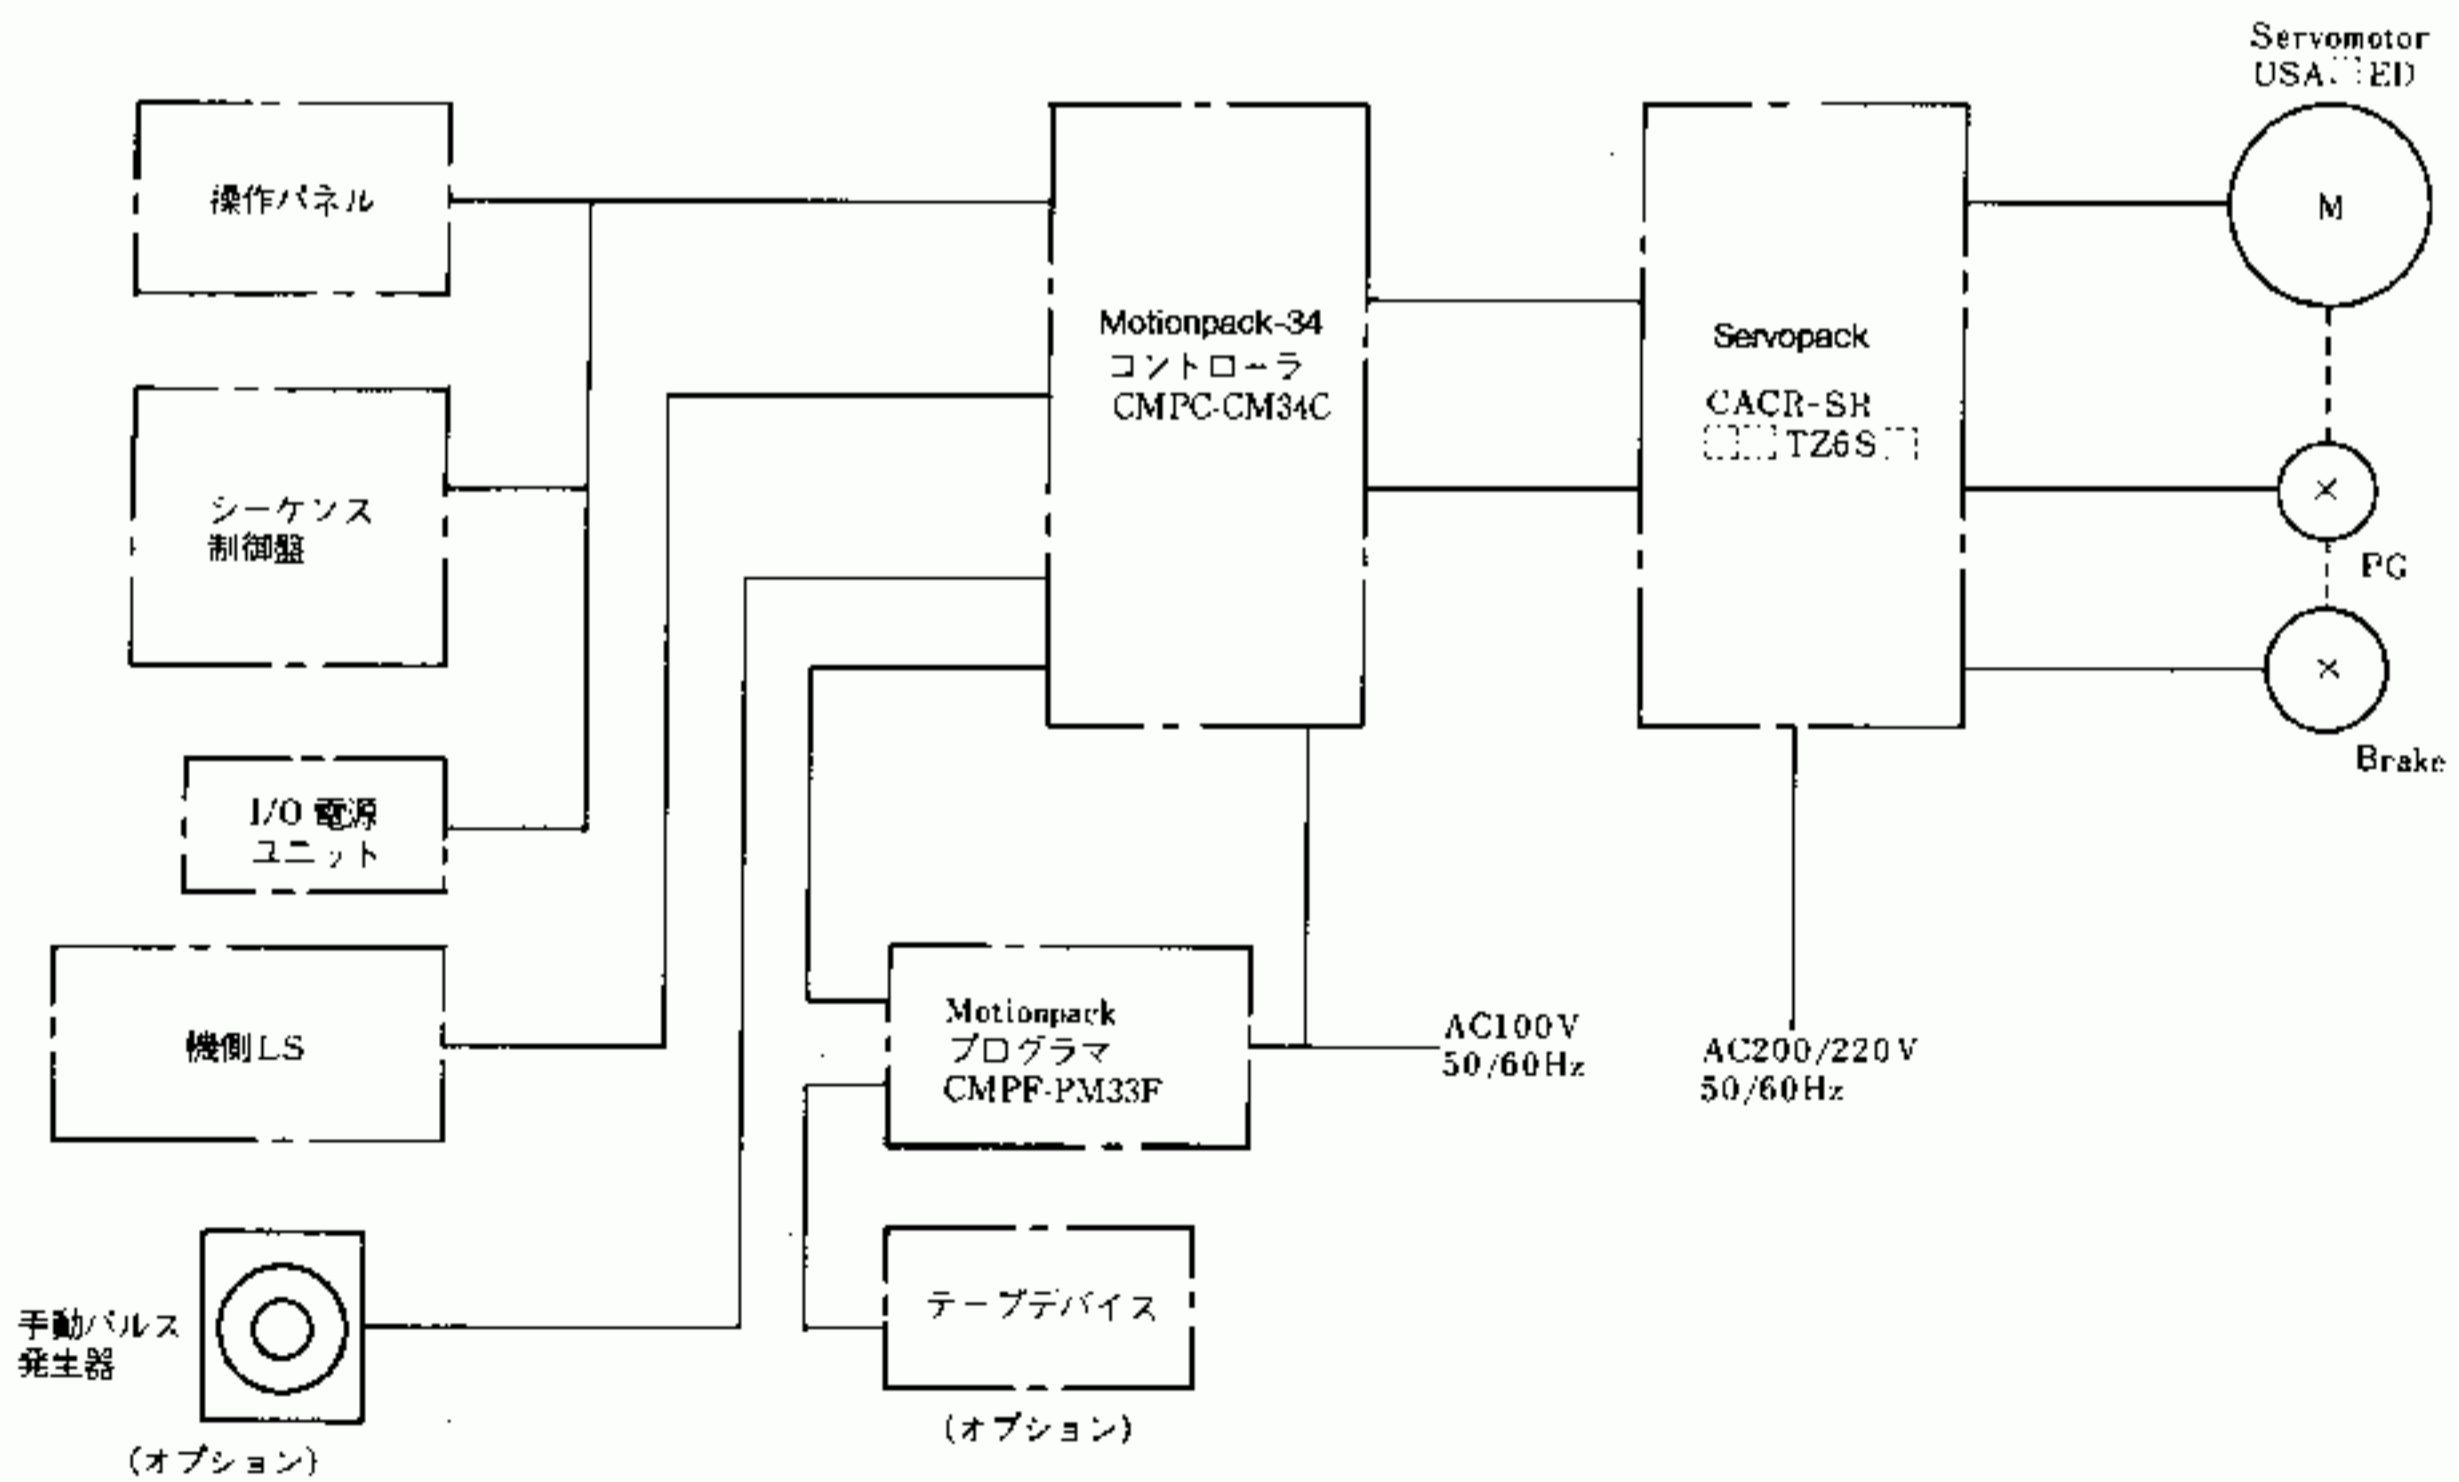 Servomotor
USA□ED
操作パネル
M
Motionpack-34
コントローラ
CMPC-CM34C
Servopack
CACR-SR
□□TZ6S□
シーケンス
制御盤
PG
Brake
I/O 電源
ユニット
機側LS
Motionpack
プログラマ
CMPF-PM33F
AC100V
50/60Hz
AC200/220V
50/60Hz
テープデバイス
(オプション)
手動パルス
発生器
(オプション)